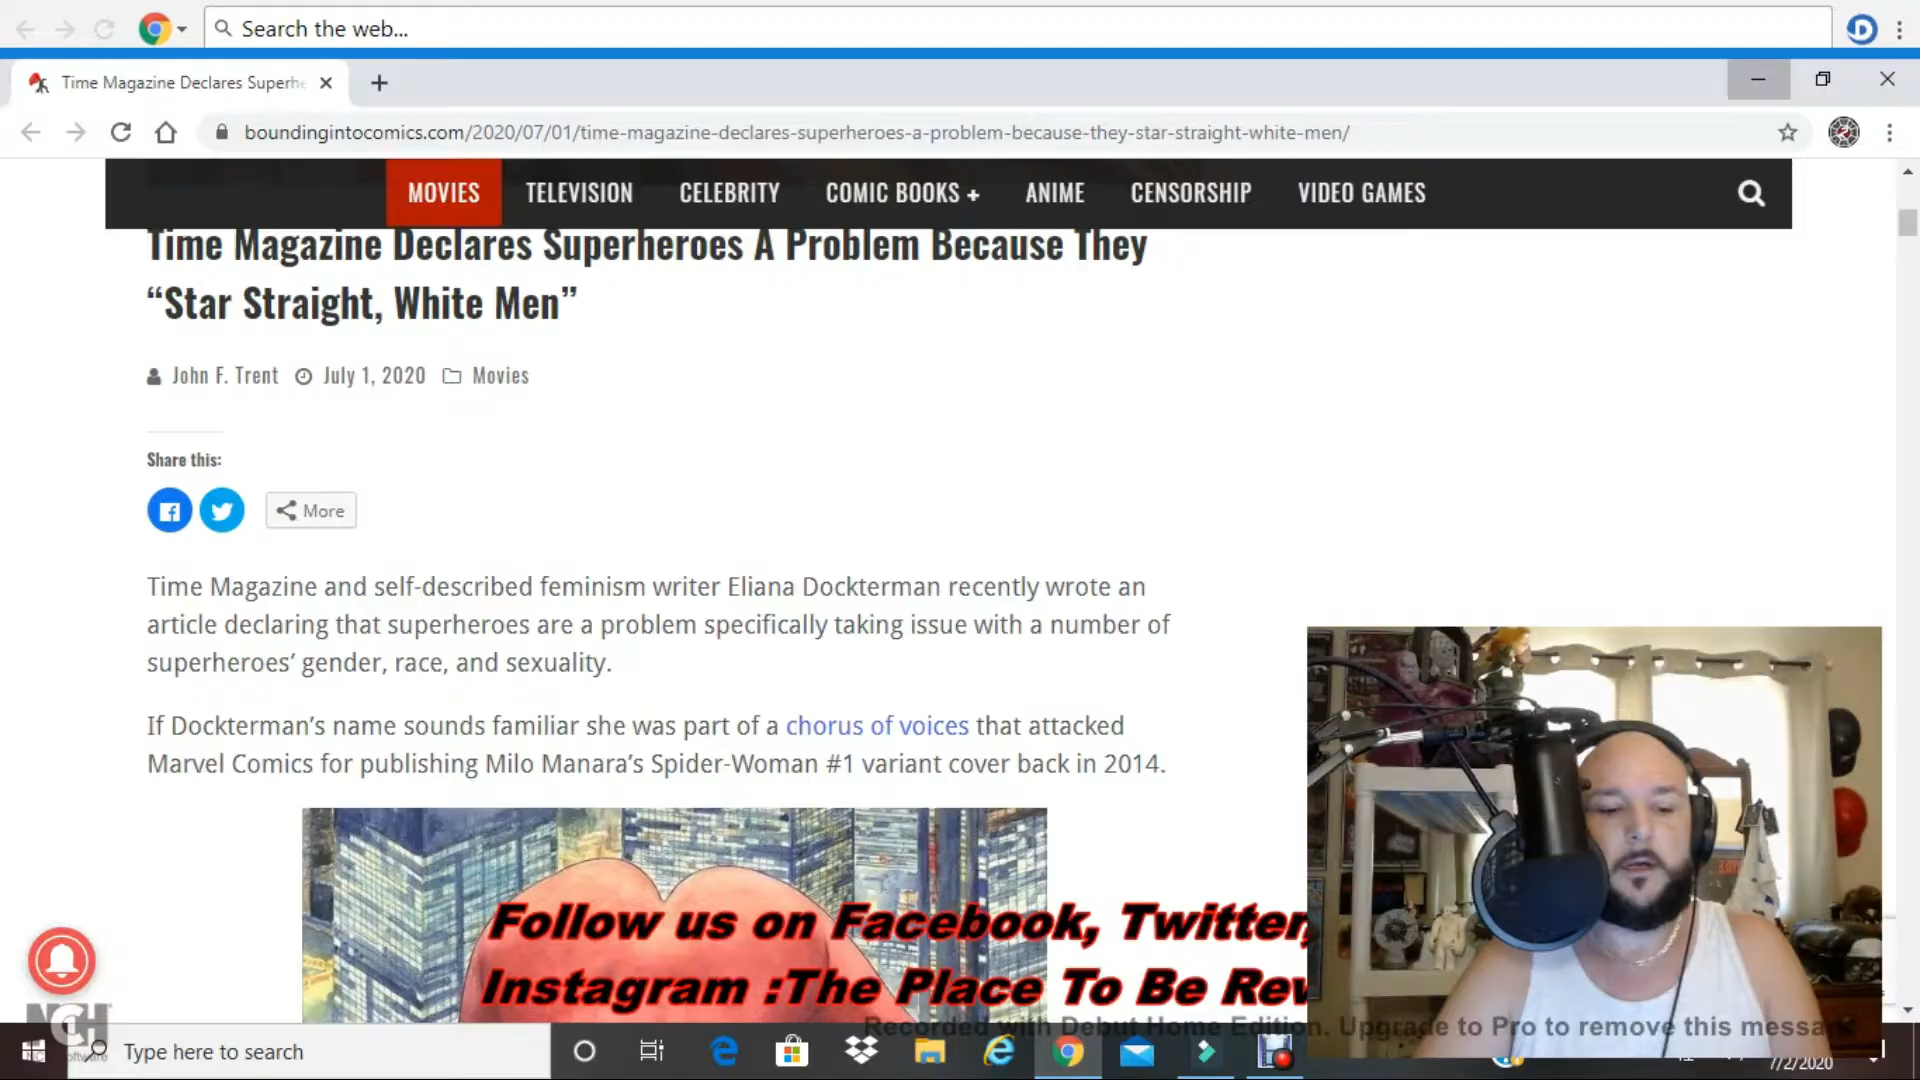 Search the web...
Time Magazine Declares Superhe
boundingintocomics.com/2020/07/01/time-magazine-declares-superheroes-a-problem-because-they-star-straight-white-men/
MOVIES TELEVISION CELEBRITY COMIC BOOKS + ANIME CENSORSHIP VIDEO GAMES
Time Magazine Declares Superheroes A Problem Because They
“Star Straight, White Men”
John F. Trent July 1, 2020 Movies
Share this:
More
Time Magazine and self-described feminism writer Eliana Dockterman recently wrote an
article declaring that superheroes are a problem specifically taking issue with a number of
superheroes’ gender, race, and sexuality.
If Dockterman’s name sounds familiar she was part of a chorus of voices that attacked
Marvel Comics for publishing Milo Manara’s Spider-Woman #1 variant cover back in 2014.
Follow us on Facebook, Twitter,
Instagram :The Place To Be Rev
NCH
Recorded with Debut Home Edition. Upgrade to Pro to remove this messa
Type here to search
7/2/2020